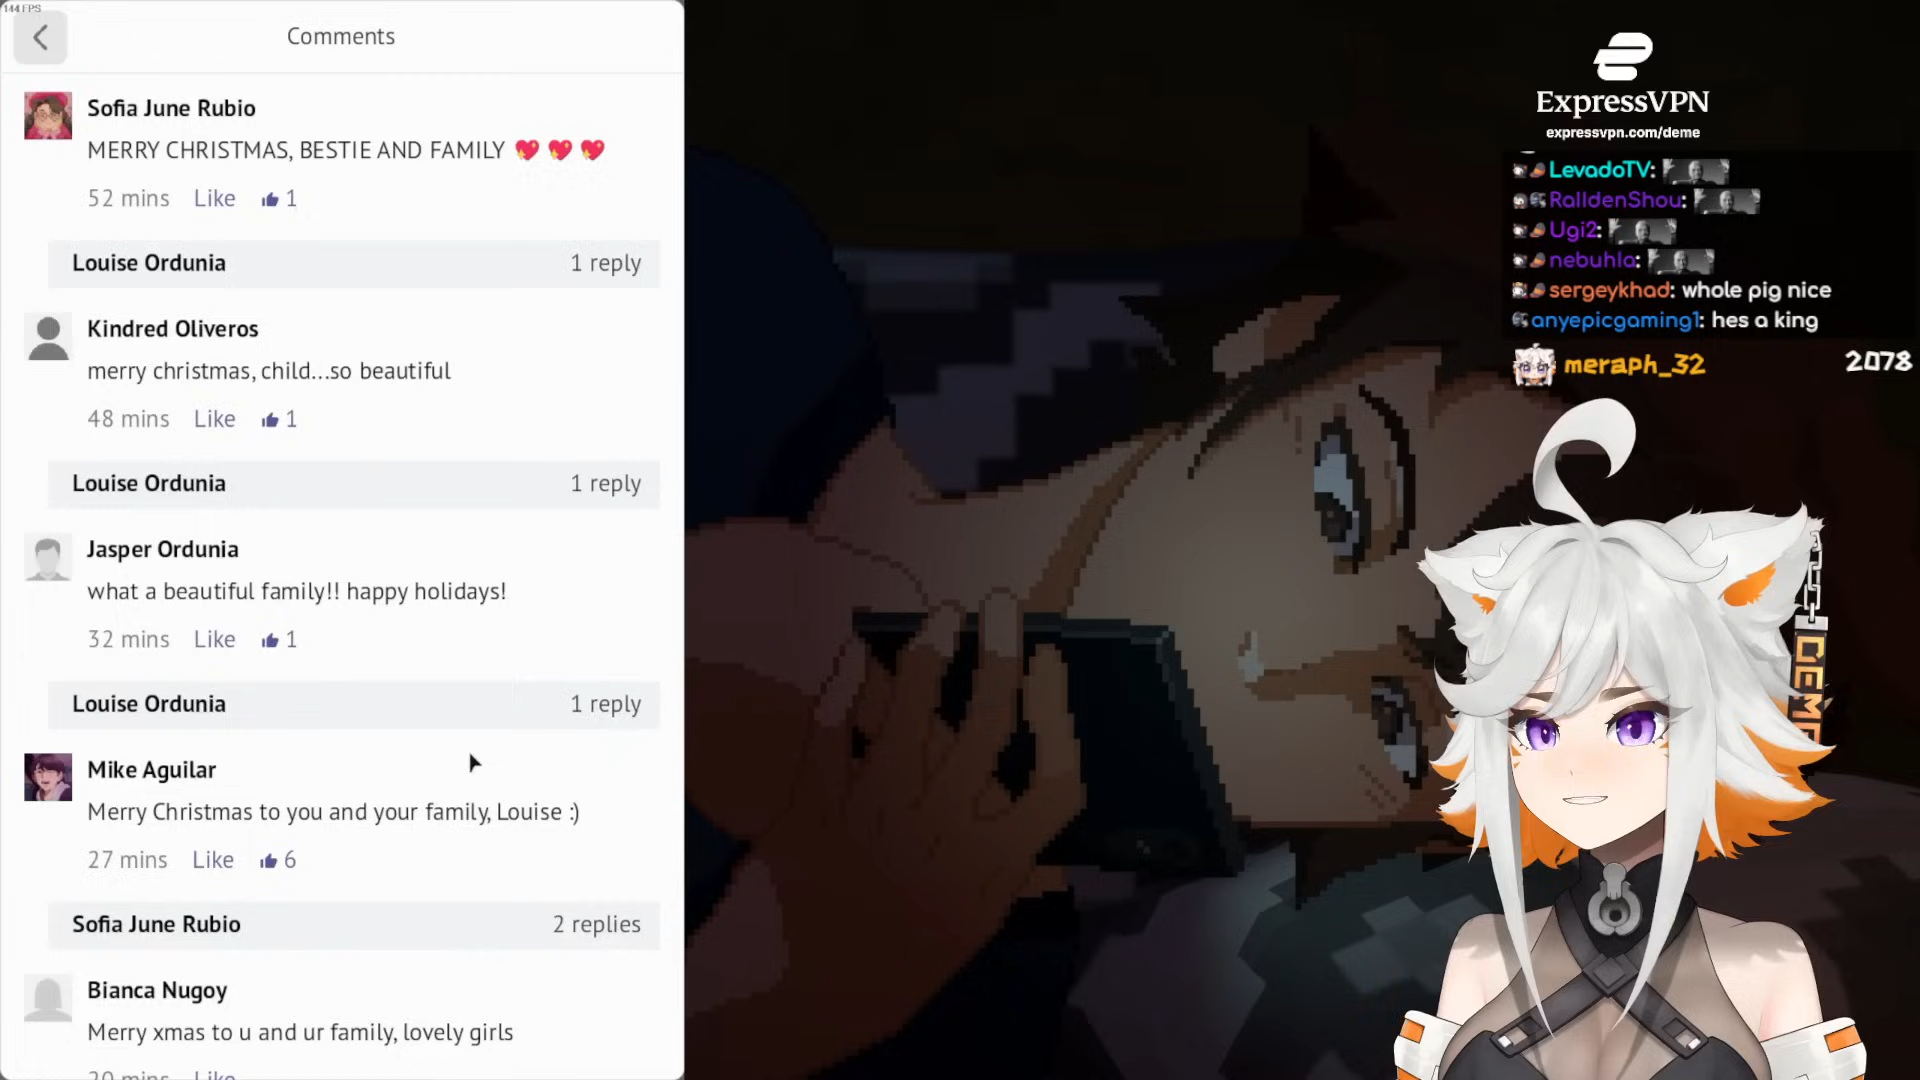 144 FPS
Comments
Sofia June Rubio
MERRY CHRISTMAS, BESTIE AND FAMILY 💖 💖 💖
52 mins Like 1
Louise Ordunia 1 reply
Kindred Oliveros
merry christmas, child...so beautiful
48 mins Like 1
Louise Ordunia 1 reply
Jasper Ordunia
what a beautiful family!! happy holidays!
32 mins Like 1
Louise Ordunia 1 reply
Mike Aguilar
Merry Christmas to you and your family, Louise :)
27 mins Like 6
Sofia June Rubio 2 replies
Bianca Nugoy
Merry xmas to u and ur family, lovely girls
20 mins Like
ExpressVPN
expressvpn.com/deme
LevadoTV:
RalldenShou:
Ugi2:
nebuhla:
sergeykhad: whole pig nice
anyepicgaming1: hes a king
meraph_32 2078